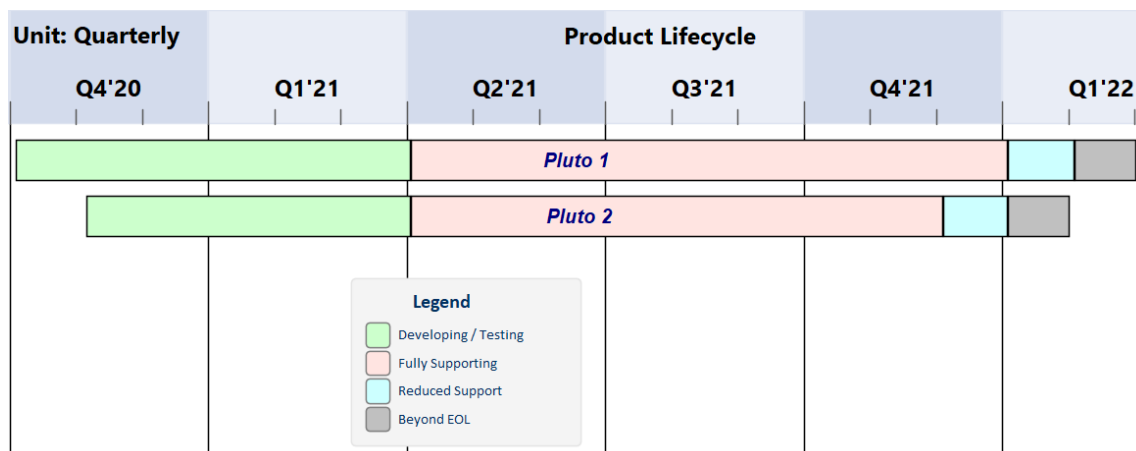 Unit: Quarterly
Product Lifecycle
Q4'20
Q1'21
Q2'21
Q3'21
Q4'21
Q1'22
Pluto 1
Pluto 2
Legend
Developing / Testing
Fully Supporting
Reduced Support
Beyond EOL